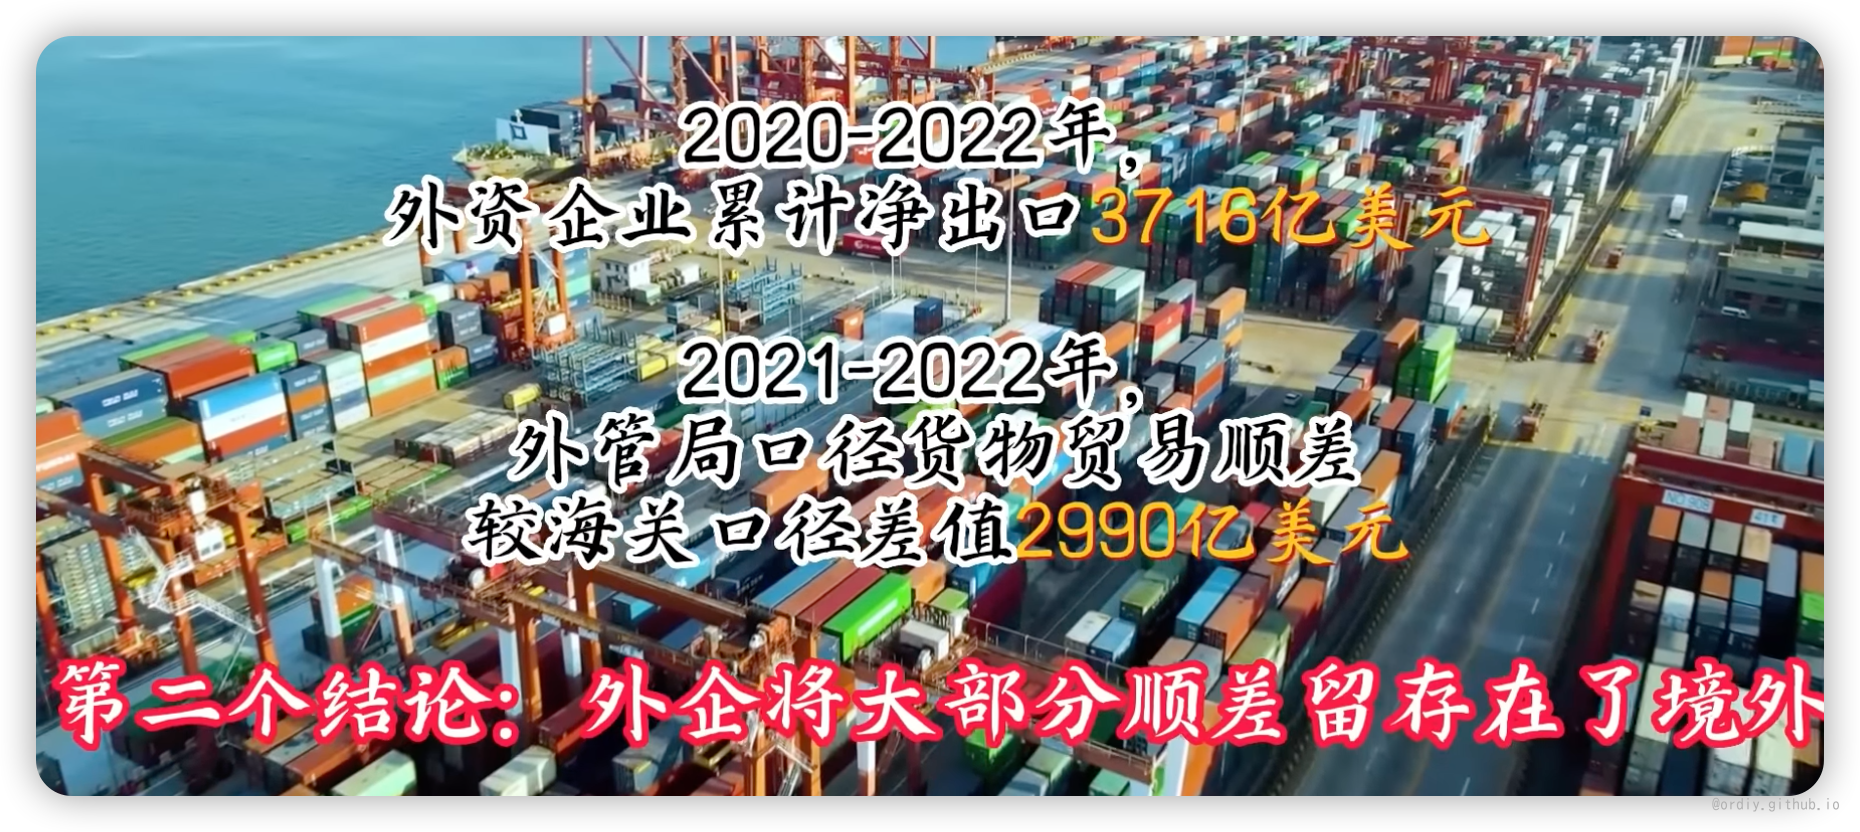 2020-2022年,
外资企业累计净出口3716亿美元
2021-2022年,
外管局口径货物贸易顺差
较海关口径差值2990亿美元
第二个结论：外企将大部分顺差留存在了境外
@ordiy.github.io